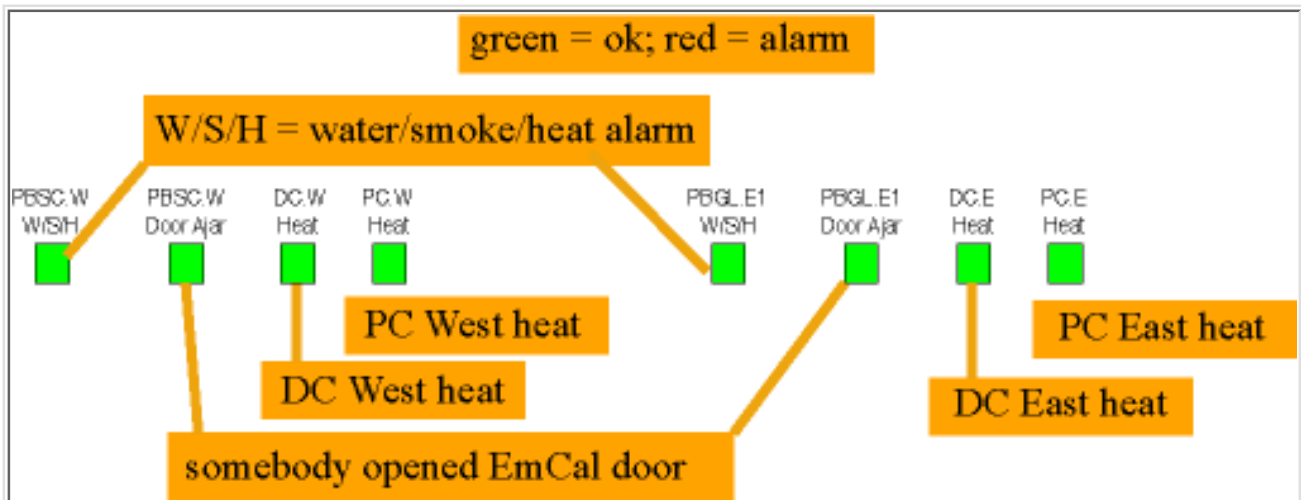 green = ok; red = alarm
W/S/H = water/smoke/heat alarm
PBSC.W PBSC.W DC.W PC.W PBGL.E1 PBGL.E1 DC.E PC.E
W/S/H Door Ajar Heat Heat W/S/H Door Ajar Heat Heat
PC West heat PC East heat
DC West heat DC East heat
somebody opened EmCal door